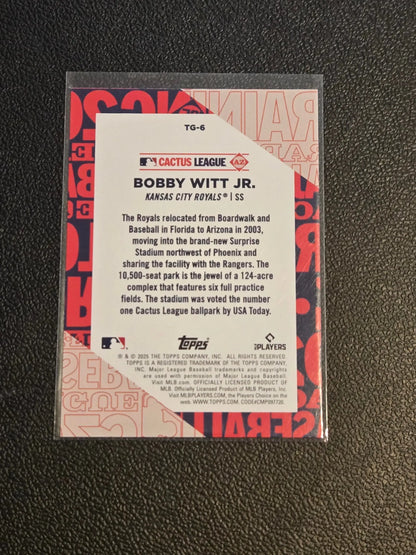 TG-6
CACTUS LEAGUE AZ
BOBBY WITT JR.
KANSAS CITY ROYALS® | SS
The Royals relocated from Boardwalk and
Baseball in Florida to Arizona in 2003,
moving into the brand-new Surprise
Stadium northwest of Phoenix and
sharing the facility with the Rangers. The
10,500-seat park is the jewel of a 124-acre
complex that features six full practice
fields. The stadium was voted the number
one Cactus League ballpark by USA Today.
Topps
PLAYERS
® & © 2025 THE TOPPS COMPANY, INC. ALL RIGHTS RESERVED.
TOPPS IS A REGISTERED TRADEMARK OF THE TOPPS COMPANY,
INC. Major League Baseball trademarks and copyrights
are used with permission of Major League Baseball.
Visit MLB.com. OFFICIALLY LICENSED PRODUCT OF
MLB. Officially Licensed Product of MLB Players, Inc.
Visit MLBPLAYERS.com, the Players Choice on the
web. WWW.TOPPS.COM. CODE#CMP097720.